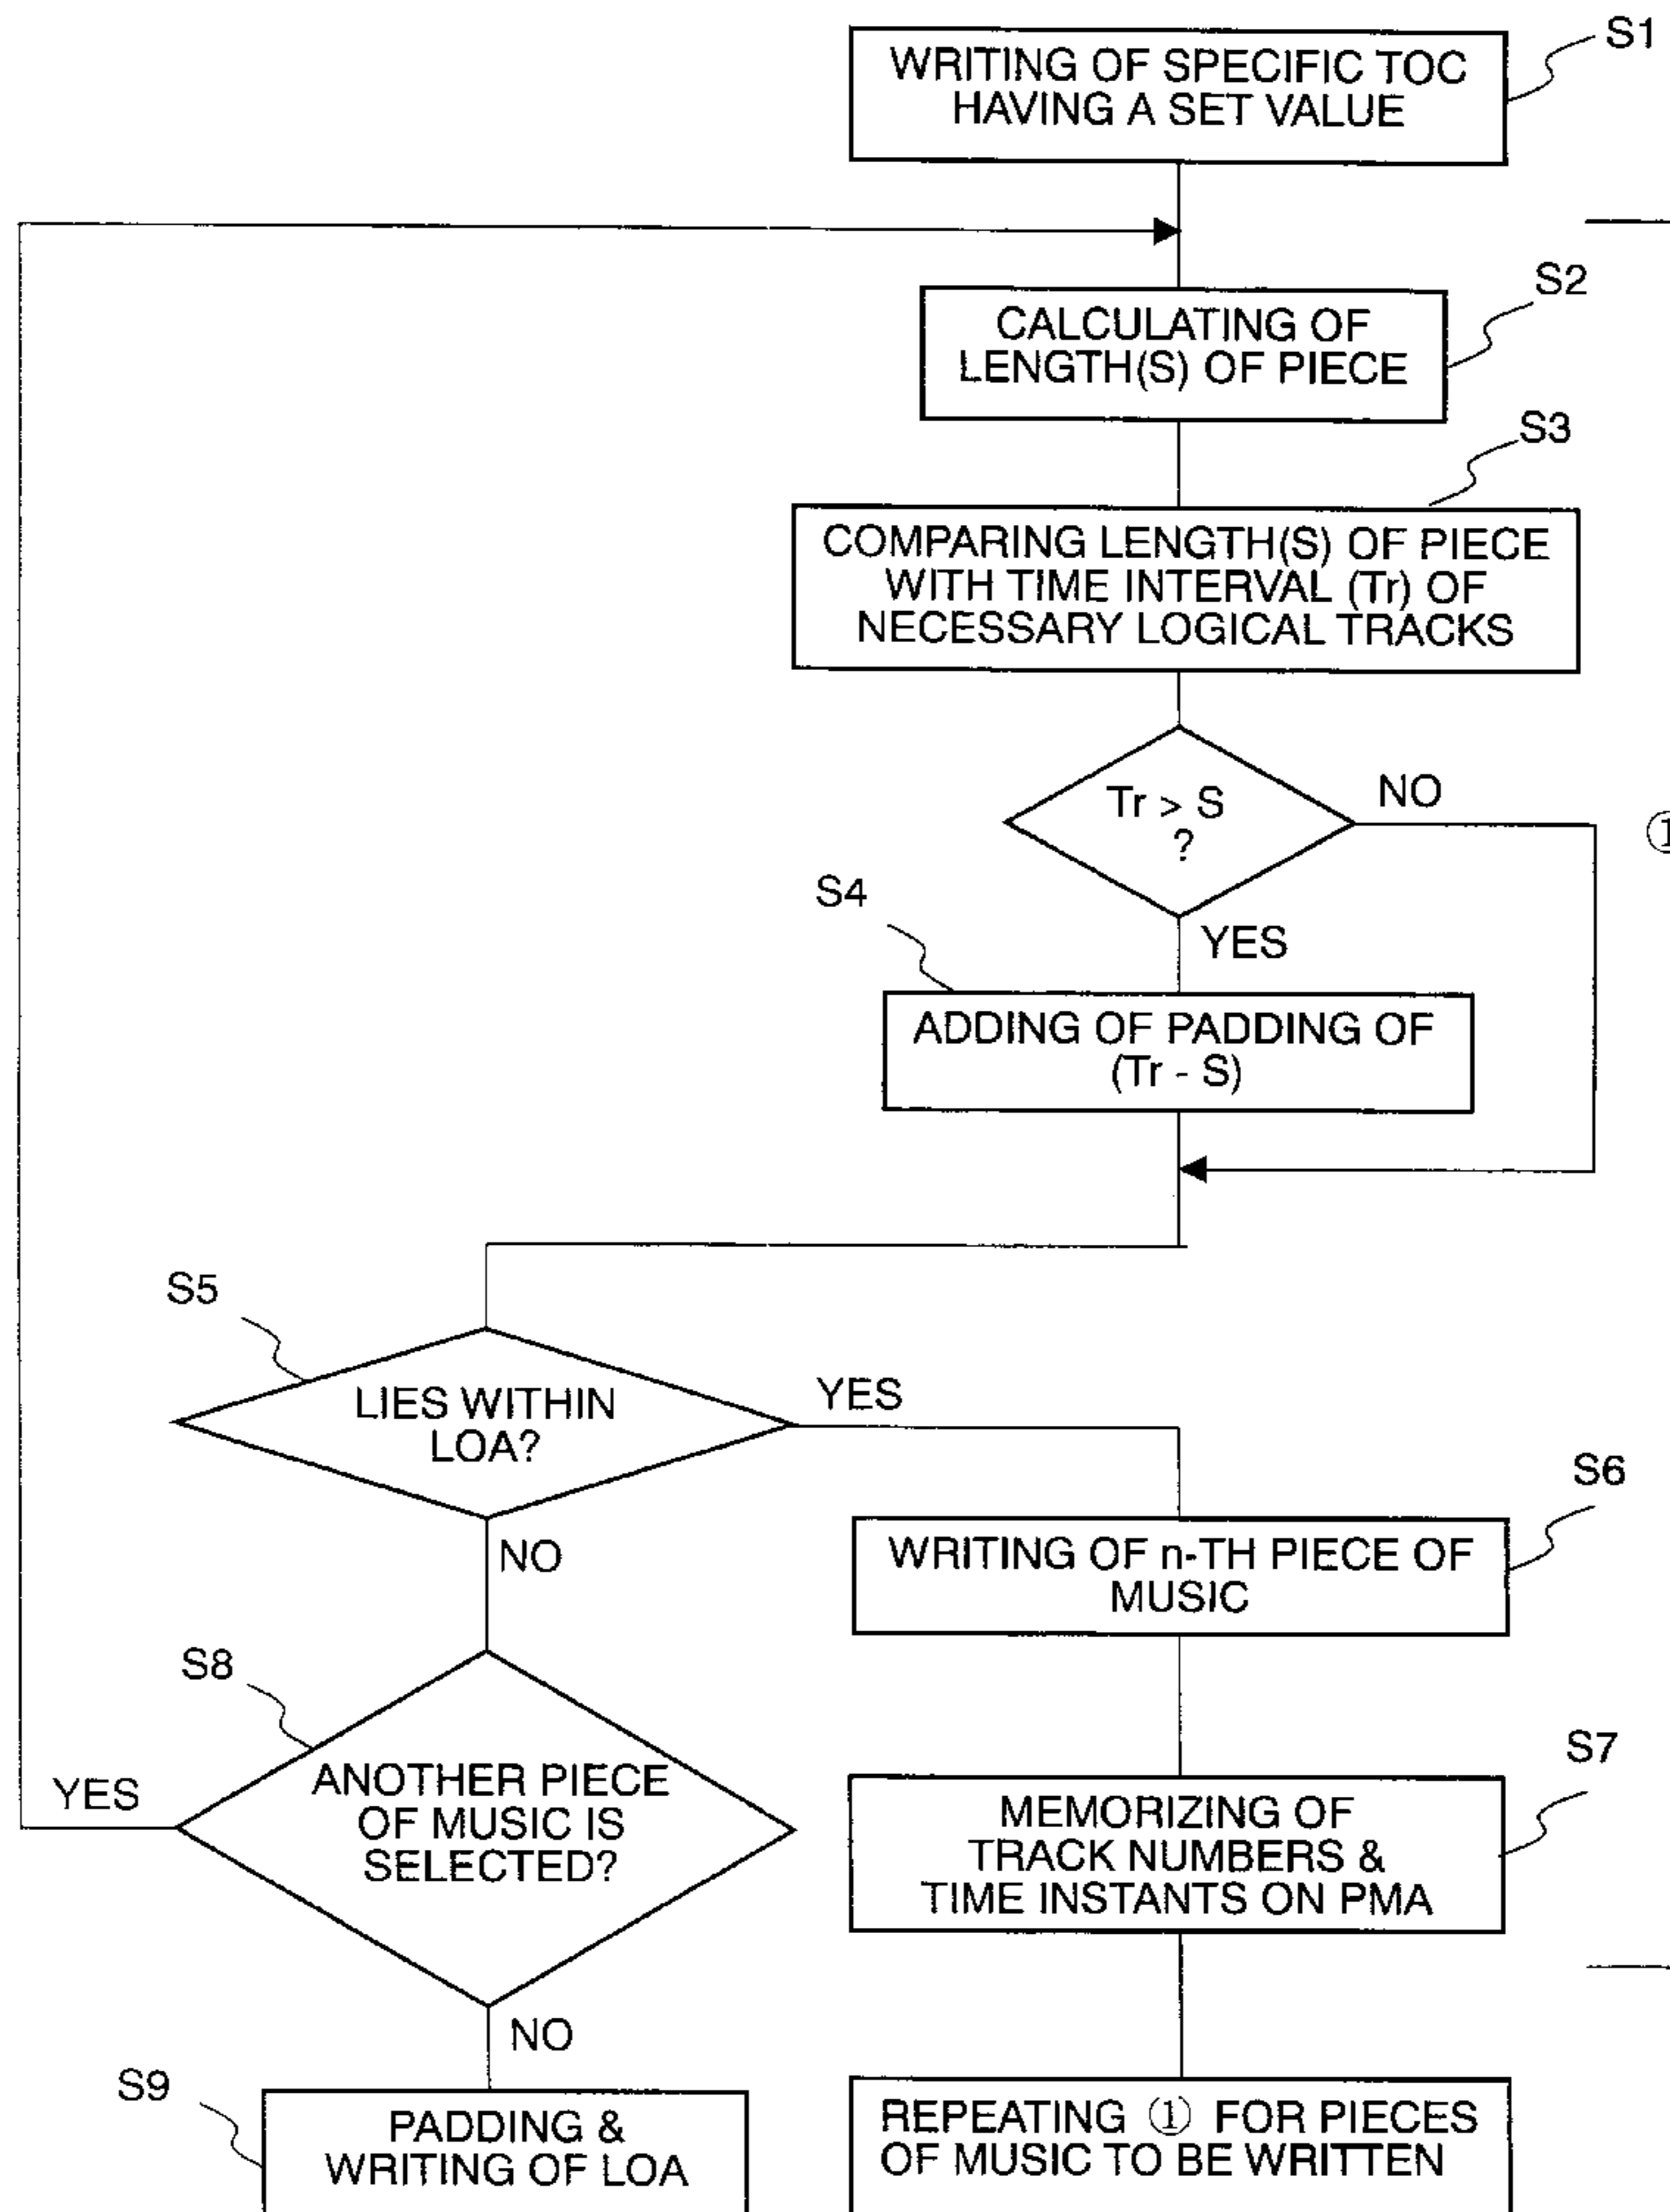 S1
WRITING OF SPECIFIC TOC
HAVING A SET VALUE
S2
CALCULATING OF
LENGTH(S) OF PIECE
S3
COMPARING LENGTH(S) OF PIECE
WITH TIME INTERVAL (Tr) OF
NECESSARY LOGICAL TRACKS
Tr > S
?
NO
①
YES
S4
ADDING OF PADDING OF
(Tr - S)
S5
LIES WITHIN
LOA?
YES
NO
S6
WRITING OF n-TH PIECE OF
MUSIC
S7
MEMORIZING OF
TRACK NUMBERS &
TIME INSTANTS ON PMA
S8
ANOTHER PIECE
OF MUSIC IS
SELECTED?
YES
NO
S9
PADDING &
WRITING OF LOA
REPEATING ① FOR PIECES
OF MUSIC TO BE WRITTEN